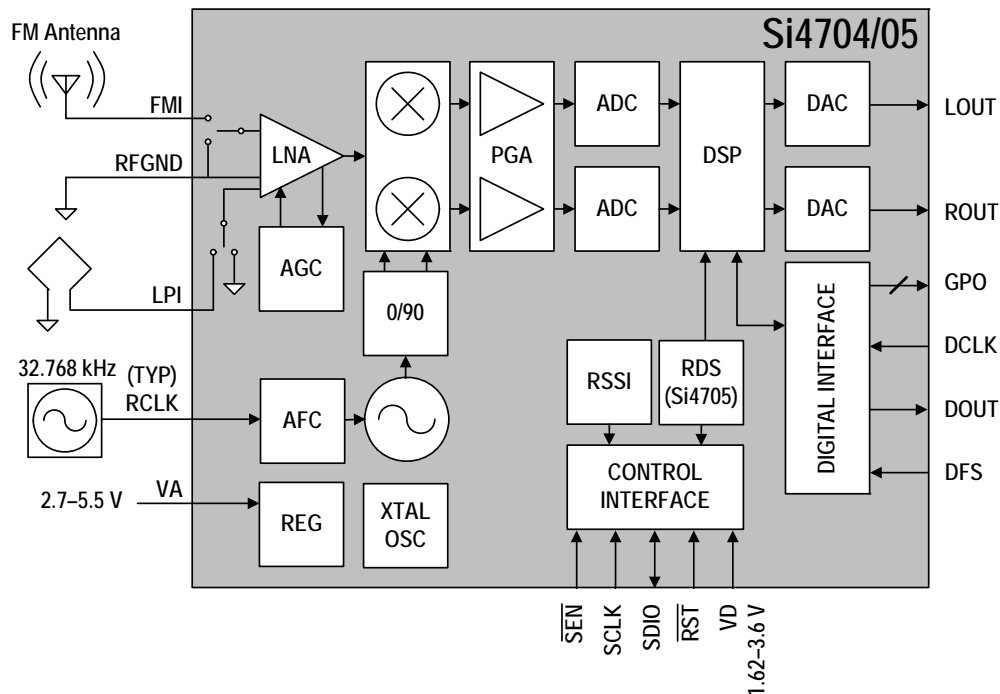 Si4704/05
FM Antenna
FMI
RFGND
LPI
LNA
AGC
0/90
PGA
ADC
ADC
DSP
DAC
DAC
LOUT
ROUT
GPO
DCLK
DOUT
DFS
DIGITAL INTERFACE
32.768 kHz (TYP)
RCLK
AFC
RSSI
RDS
(Si4705)
CONTROL
INTERFACE
VA
2.7–5.5 V
REG
XTAL
OSC
SEN
SCLK
SDIO
RST
VD
1.62–3.6 V